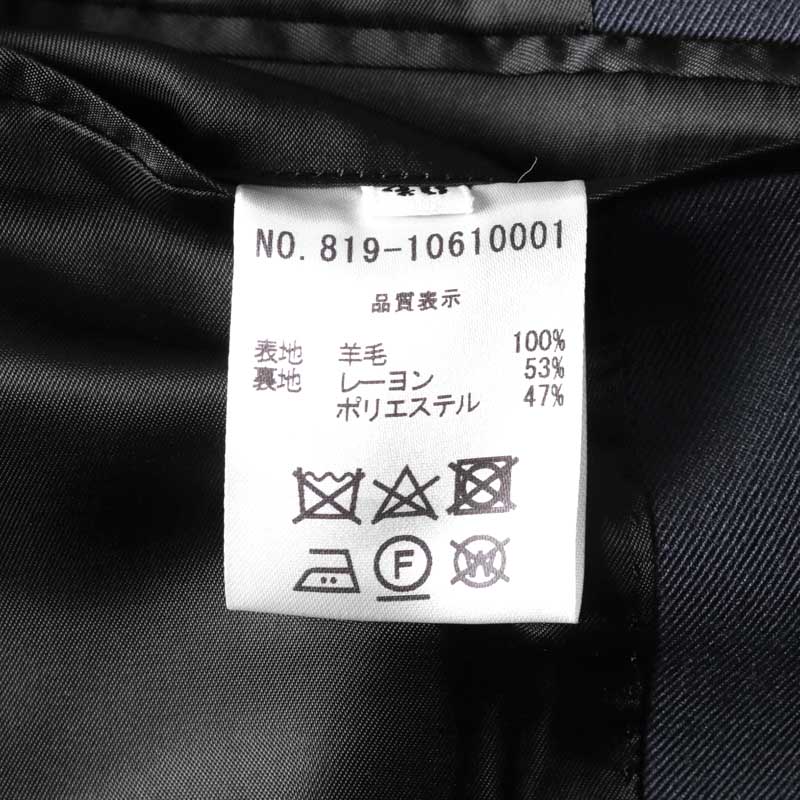 NO. 819-10610001
品質表示
表地 羊毛 100%
裏地 レーヨン 53%
ポリエステル 47%
F
W